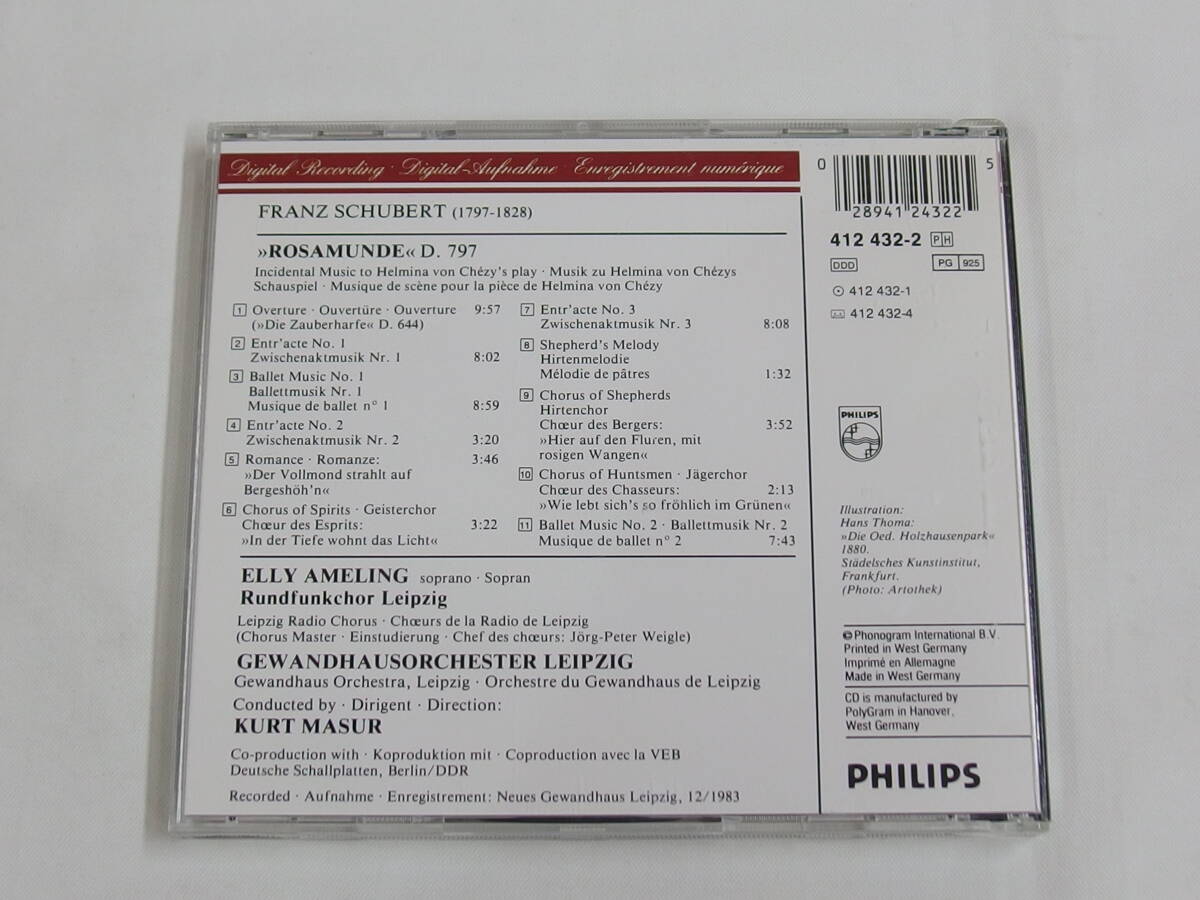 Digital Recording · Digital-Aufnahme · Enregistrement numérique
FRANZ SCHUBERT (1797-1828)
»ROSAMUNDE« D. 797
Incidental Music to Helmina von Chézy's play · Musik zu Helmina von Chézys
Schauspiel · Musique de scène pour la pièce de Helmina von Chézy
1 Overture · Ouvertüre · Ouverture 9:57
(»Die Zauberharfe« D. 644)
2 Entr'acte No. 1
Zwischenaktmusik Nr. 1 8:02
3 Ballet Music No. 1
Ballettmusik Nr. 1
Musique de ballet n° 1 8:59
4 Entr'acte No. 2
Zwischenaktmusik Nr. 2 3:20
5 Romance · Romanze: 3:46
»Der Vollmond strahlt auf
Bergeshöh'n«
6 Chorus of Spirits · Geisterchor
Chœur des Esprits: 3:22
»In der Tiefe wohnt das Licht«
7 Entr'acte No. 3
Zwischenaktmusik Nr. 3 8:08
8 Shepherd's Melody
Hirtenmelodie
Mélodie de pâtres 1:32
9 Chorus of Shepherds
Hirtenchor
Chœur des Bergers: 3:52
»Hier auf den Fluren, mit
rosigen Wangen«
10 Chorus of Huntsmen · Jägerchor
Chœur des Chasseurs: 2:13
»Wie lebt sich's so fröhlich im Grünen«
11 Ballet Music No. 2 · Ballettmusik Nr. 2
Musique de ballet n° 2 7:43
ELLY AMELING soprano · Sopran
Rundfunkchor Leipzig
Leipzig Radio Chorus · Chœurs de la Radio de Leipzig
(Chorus Master · Einstudierung · Chef des chœurs: Jörg-Peter Weigle)
GEWANDHAUSORCHESTER LEIPZIG
Gewandhaus Orchestra, Leipzig · Orchestre du Gewandhaus de Leipzig
Conducted by · Dirigent · Direction:
KURT MASUR
Co-production with · Koproduktion mit · Coproduction avec la VEB
Deutsche Schallplatten, Berlin/DDR
Recorded · Aufnahme · Enregistrement: Neues Gewandhaus Leipzig, 12/1983
0 28941 24322 5
412 432-2 PH
DDD PG 925
412 432-1
412 432-4
PHILIPS
Illustration:
Hans Thoma:
»Die Oed. Holzhausenpark«
1880.
Städelsches Kunstinstitut,
Frankfurt.
(Photo: Artothek)
℗ Phonogram International B.V.
Printed in West Germany
Imprimé en Allemagne
Made in West Germany
CD is manufactured by
PolyGram in Hanover,
West Germany
PHILIPS